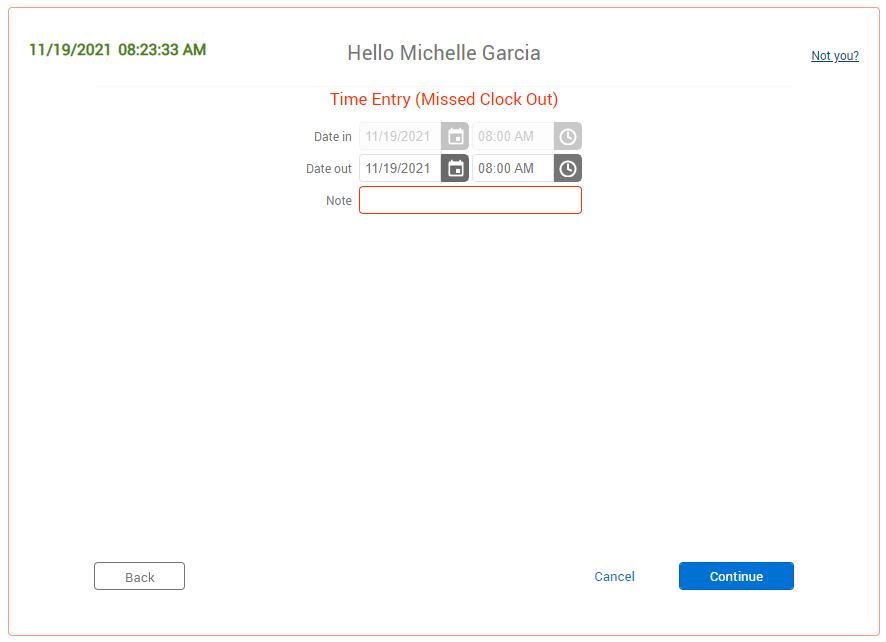 11/19/2021 08:23:33 AM
Hello Michelle Garcia
Not you?
Time Entry (Missed Clock Out)
Date in 11/19/2021 08:00 AM
Date out 11/19/2021 08:00 AM
Note
Back Cancel Continue